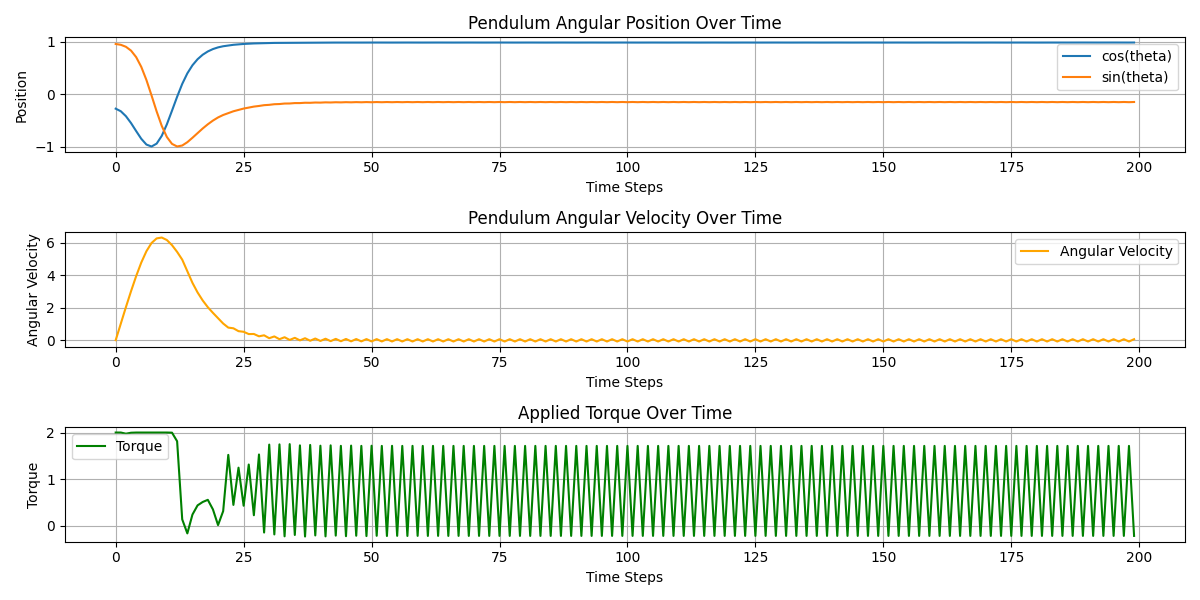 Pendulum Angular Position Over Time
1
0
−1
Position
cos(theta)
sin(theta)
0 25 50 75 100 125 150 175 200
Time Steps
Pendulum Angular Velocity Over Time
6
4
2
0
Angular Velocity
Angular Velocity
0 25 50 75 100 125 150 175 200
Time Steps
Applied Torque Over Time
2
1
0
Torque
Torque
0 25 50 75 100 125 150 175 200
Time Steps